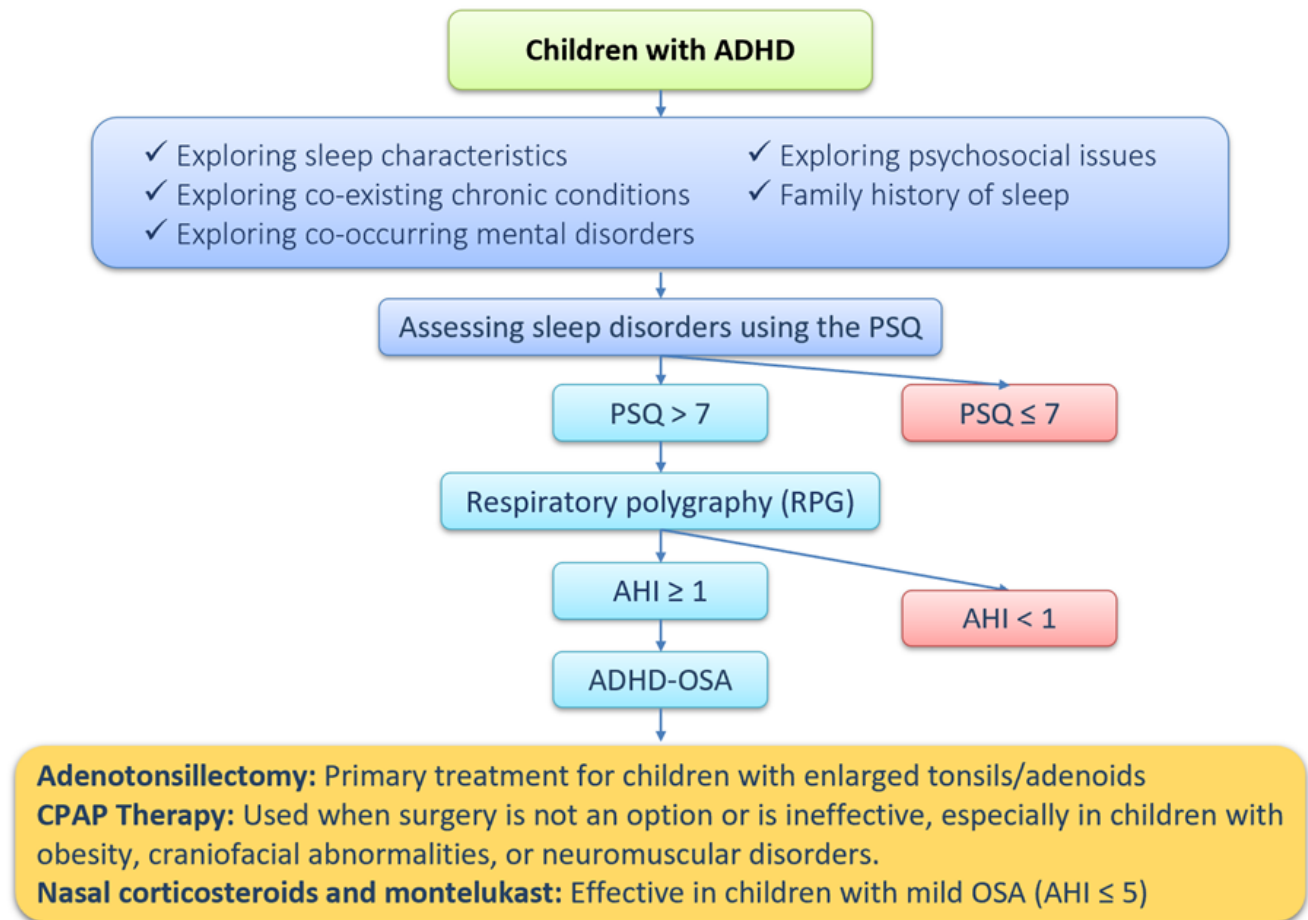 Children with ADHD
✓ Exploring sleep characteristics
✓ Exploring co-existing chronic conditions
✓ Exploring co-occurring mental disorders
✓ Exploring psychosocial issues
✓ Family history of sleep
Assessing sleep disorders using the PSQ
PSQ > 7
PSQ ≤ 7
Respiratory polygraphy (RPG)
AHI ≥ 1
AHI < 1
ADHD-OSA
Adenotonsillectomy: Primary treatment for children with enlarged tonsils/adenoids
CPAP Therapy: Used when surgery is not an option or is ineffective, especially in children with
obesity, craniofacial abnormalities, or neuromuscular disorders.
Nasal corticosteroids and montelukast: Effective in children with mild OSA (AHI ≤ 5)